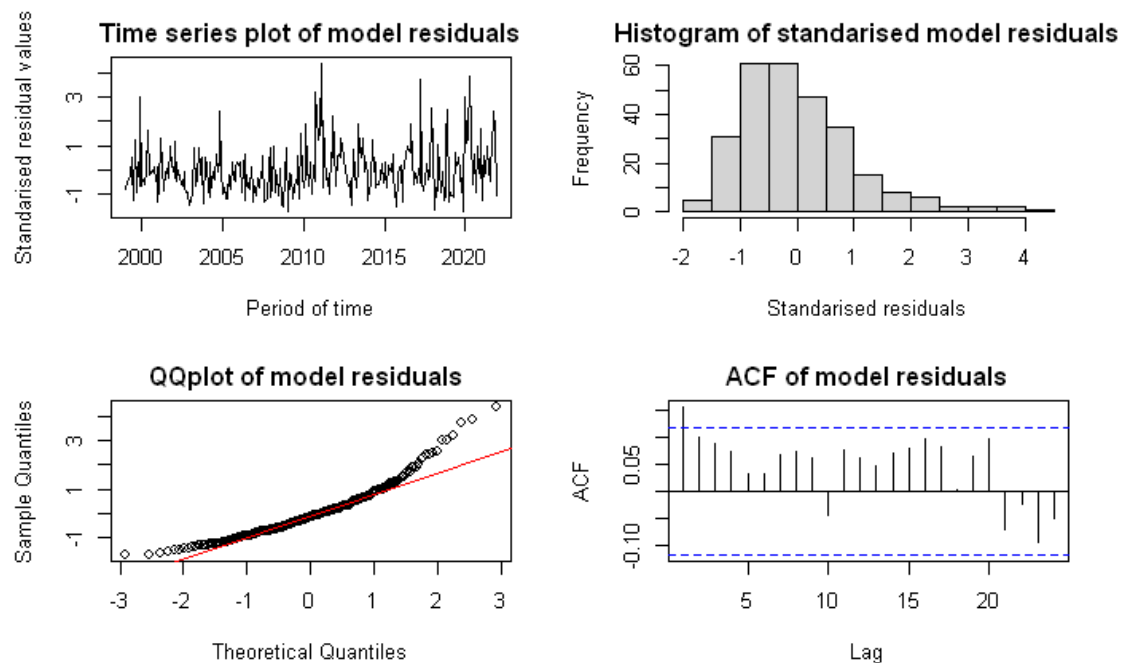 Time series plot of model residuals
Standarised residual values
3
1
-1
2000 2005 2010 2015 2020
Period of time
Histogram of standarised model residuals
Frequency
60
20
0
-2 -1 0 1 2 3 4
Standarised residuals
QQplot of model residuals
Sample Quantiles
3
1
-1
-3 -2 -1 0 1 2 3
Theoretical Quantiles
ACF of model residuals
ACF
0.05
-0.10
5 10 15 20
Lag